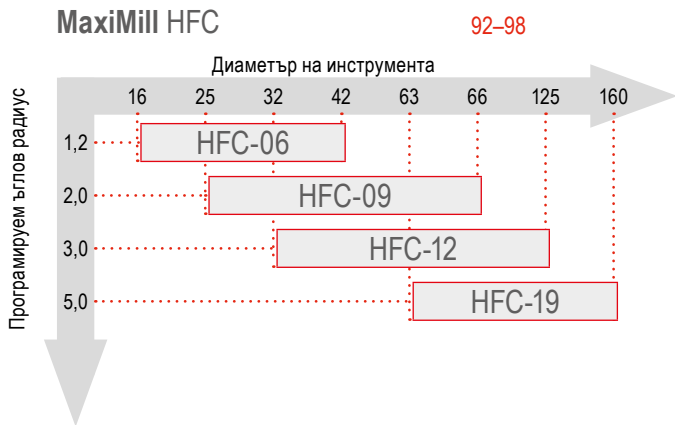 MaxiMill HFC 92–98
Диаметър на инструмента
16 25 32 42 63 66 125 160
Програмируем ъглов радиус
1,2 HFC-06
2,0 HFC-09
3,0 HFC-12
5,0 HFC-19